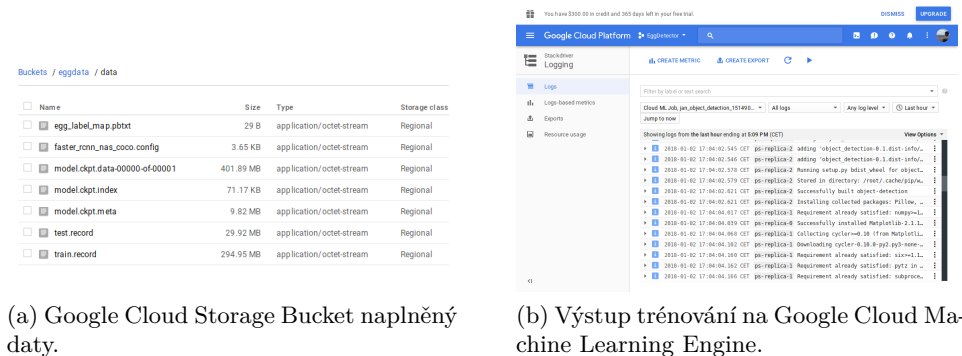 Buckets / eggdata / data
Name Size Type Storage class
egg_label_map.pbtxt 29 B application/octet-stream Regional
faster_rcnn_nas_coco.config 3.65 KB application/octet-stream Regional
model.ckpt.data-00000-of-00001 401.89 MB application/octet-stream Regional
model.ckpt.index 71.17 KB application/octet-stream Regional
model.ckpt.meta 9.82 MB application/octet-stream Regional
test.record 29.92 MB application/octet-stream Regional
train.record 294.95 MB application/octet-stream Regional
(a) Google Cloud Storage Bucket naplněný
daty.
You have $300.00 in credit and 365 days left in your free trial. DISMISS UPGRADE
Google Cloud Platform EggDetector
Stackdriver
Logging
CREATE METRIC CREATE EXPORT
Logs
Logs-based metrics
Exports
Resource usage
Filter by label or text search
Cloud ML Job, jan_object_detection_151490... All logs Any log level Last hour
Jump to now
Showing logs from the last hour ending at 5:09 PM (CET) View Options
2018-01-02 17:04:02.545 CET ps-replica-2 adding 'object_detection-0.1.dist-info/…
2018-01-02 17:04:02.546 CET ps-replica-2 adding 'object_detection-0.1.dist-info/…
2018-01-02 17:04:02.578 CET ps-replica-2 Running setup.py bdist_wheel for object…
2018-01-02 17:04:02.579 CET ps-replica-2 Stored in directory: /root/.cache/pip/w…
2018-01-02 17:04:02.621 CET ps-replica-2 Successfully built object-detection
2018-01-02 17:04:02.621 CET ps-replica-2 Installing collected packages: Pillow, …
2018-01-02 17:04:04.017 CET ps-replica-1 Requirement already satisfied: numpy>=1…
2018-01-02 17:04:04.039 CET ps-replica-0 Successfully installed Matplotlib-2.1.1…
2018-01-02 17:04:04.068 CET ps-replica-1 Collecting cycler>=0.10 (from Matplotli…
2018-01-02 17:04:04.102 CET ps-replica-1 Downloading cycler-0.10.0-py2.py3-none-…
2018-01-02 17:04:04.160 CET ps-replica-1 Requirement already satisfied: six>=1.1…
2018-01-02 17:04:04.162 CET ps-replica-1 Requirement already satisfied: pytz in …
2018-01-02 17:04:04.166 CET ps-replica-1 Requirement already satisfied: subproce…
(b) Výstup trénování na Google Cloud Ma-
chine Learning Engine.